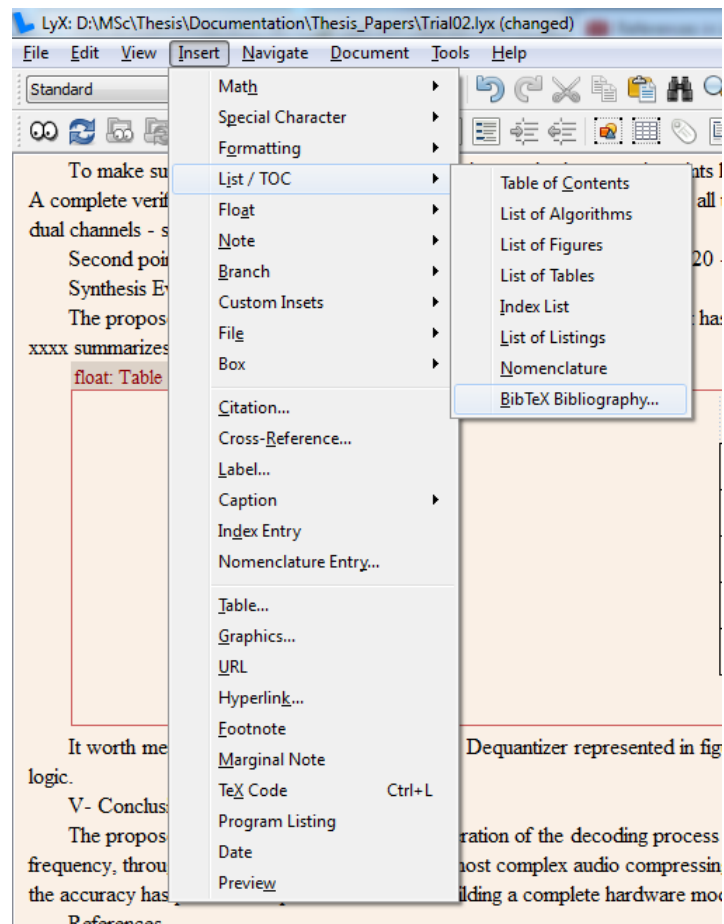 LyX: D:\MSc\Thesis\Documentation\Thesis_Papers\Trial02.lyx (changed)
File Edit View Insert Navigate Document Tools Help
Standard
Math
Special Character
Formatting
List / TOC
Float
Note
Branch
Custom Insets
File
Box
Citation...
Cross-Reference...
Label...
Caption
Index Entry
Nomenclature Entry...
Table...
Graphics...
URL
Hyperlink...
Footnote
Marginal Note
TeX Code Ctrl+L
Program Listing
Date
Preview
Table of Contents
List of Algorithms
List of Figures
List of Tables
Index List
List of Listings
Nomenclature
BibTeX Bibliography...
To make su
A complete verif all
dual channels - s
Second poi 20 -
Synthesis Ev
The propos has
xxxx summarizes
float: Table
It worth me Dequantizer represented in fig
logic.
V- Conclus
The propos ration of the decoding process
frequency, throu ost complex audio compressin
the accuracy has ilding a complete hardware mod
References